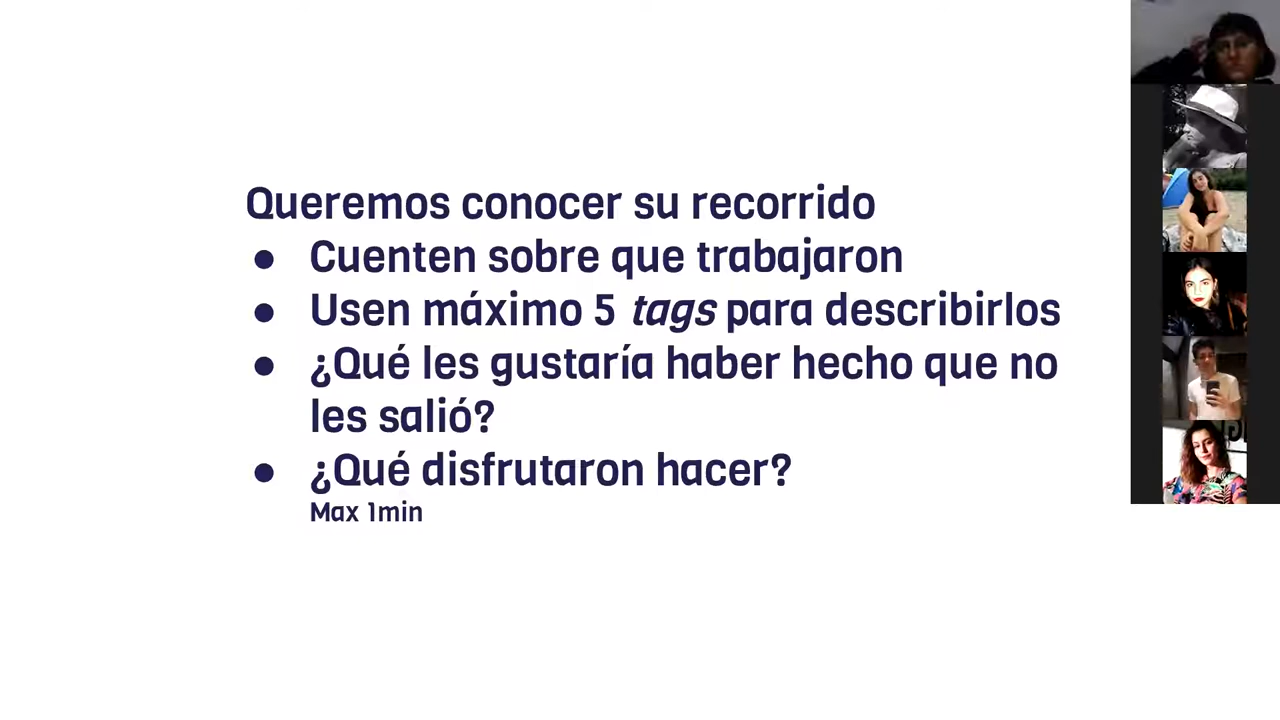 Queremos conocer su recorrido
● Cuenten sobre que trabajaron
● Usen máximo 5 tags para describirlos
● ¿Qué les gustaría haber hecho que no
les salió?
● ¿Qué disfrutaron hacer?
Max 1min